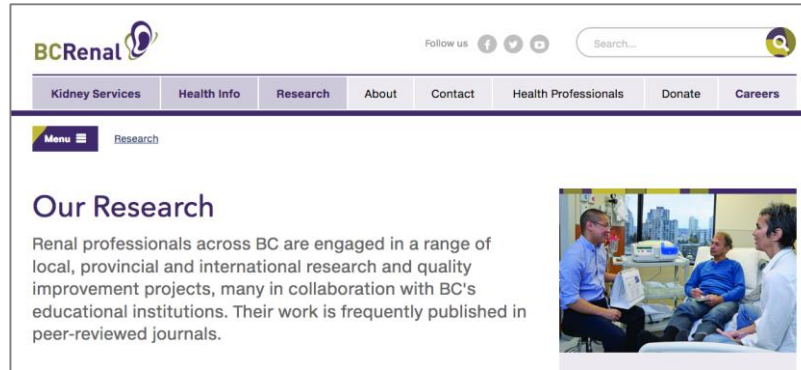 BCRenal
Follow us
Search...
Kidney Services Health Info Research About Contact Health Professionals Donate Careers
Menu Research
Our Research
Renal professionals across BC are engaged in a range of
local, provincial and international research and quality
improvement projects, many in collaboration with BC's
educational institutions. Their work is frequently published in
peer-reviewed journals.